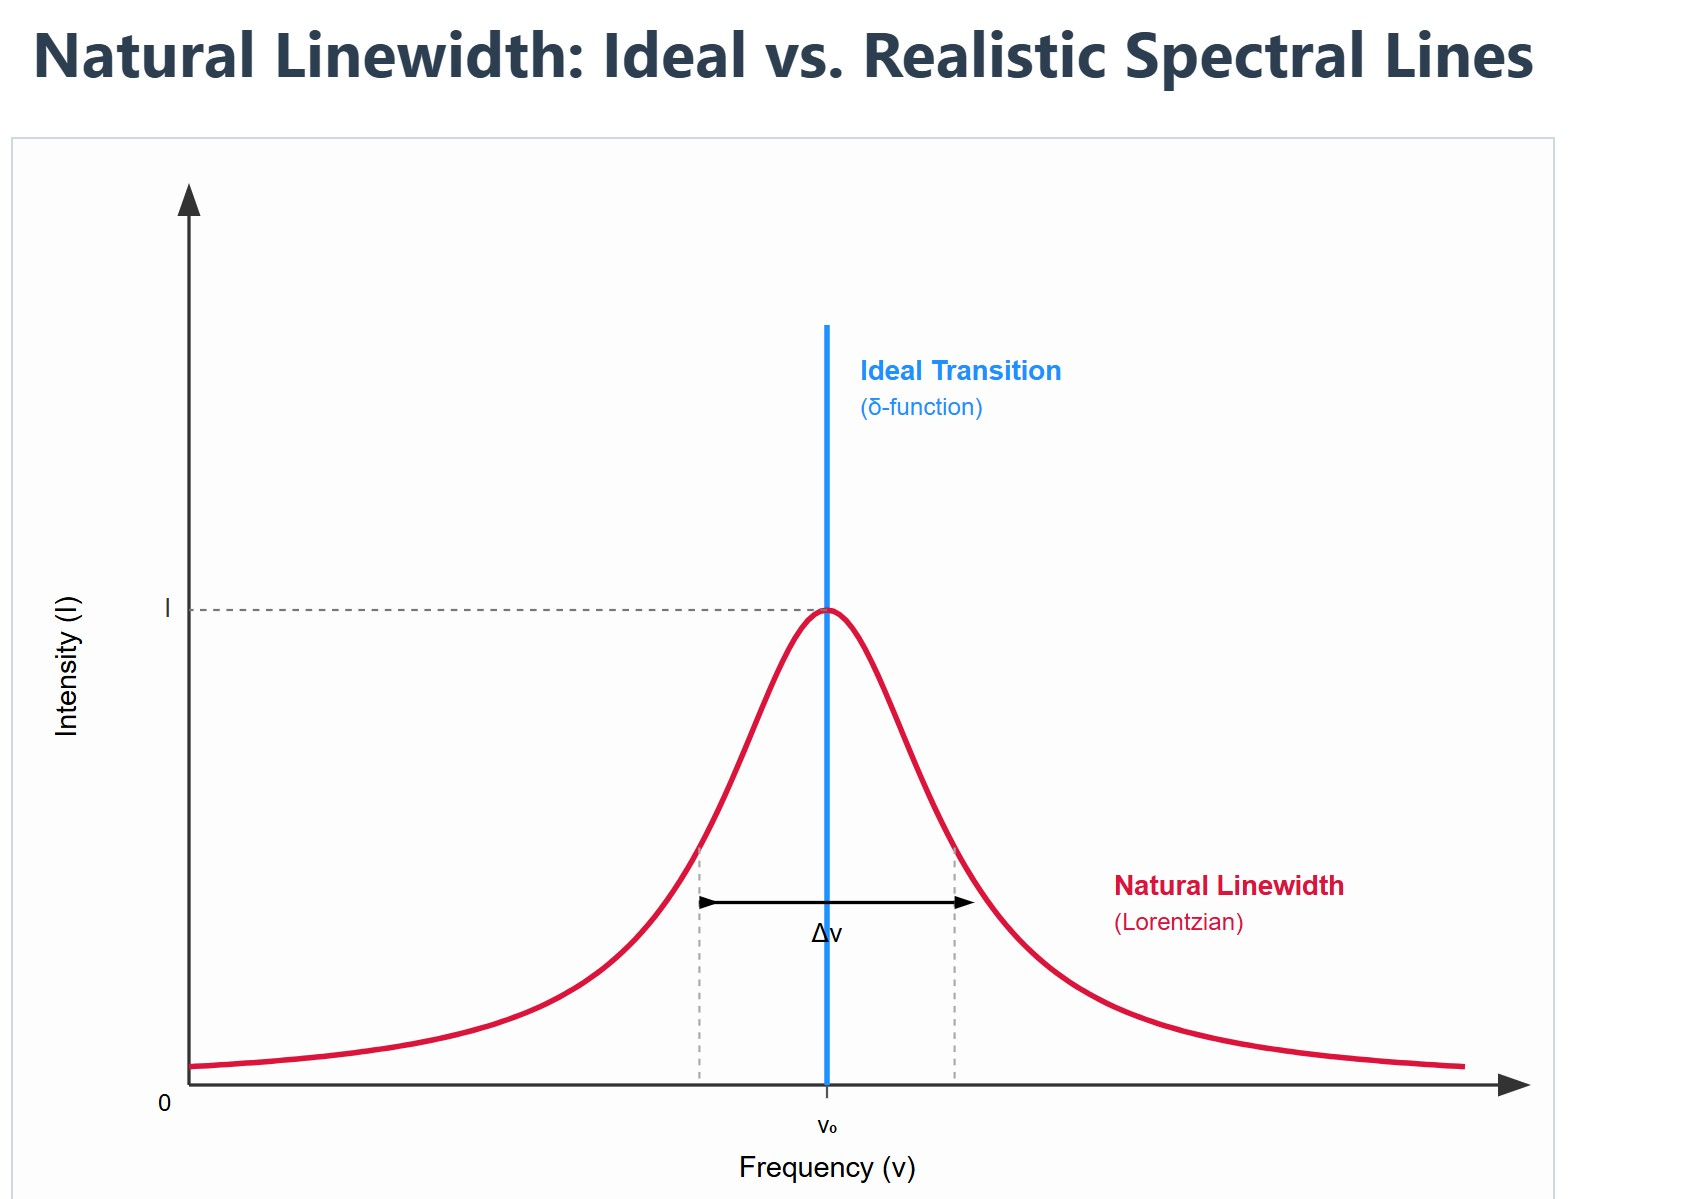 Natural Linewidth: Ideal vs. Realistic Spectral Lines
Ideal Transition
(δ-function)
I
Intensity (I)
Natural Linewidth
(Lorentzian)
Δν
0
ν₀
Frequency (ν)